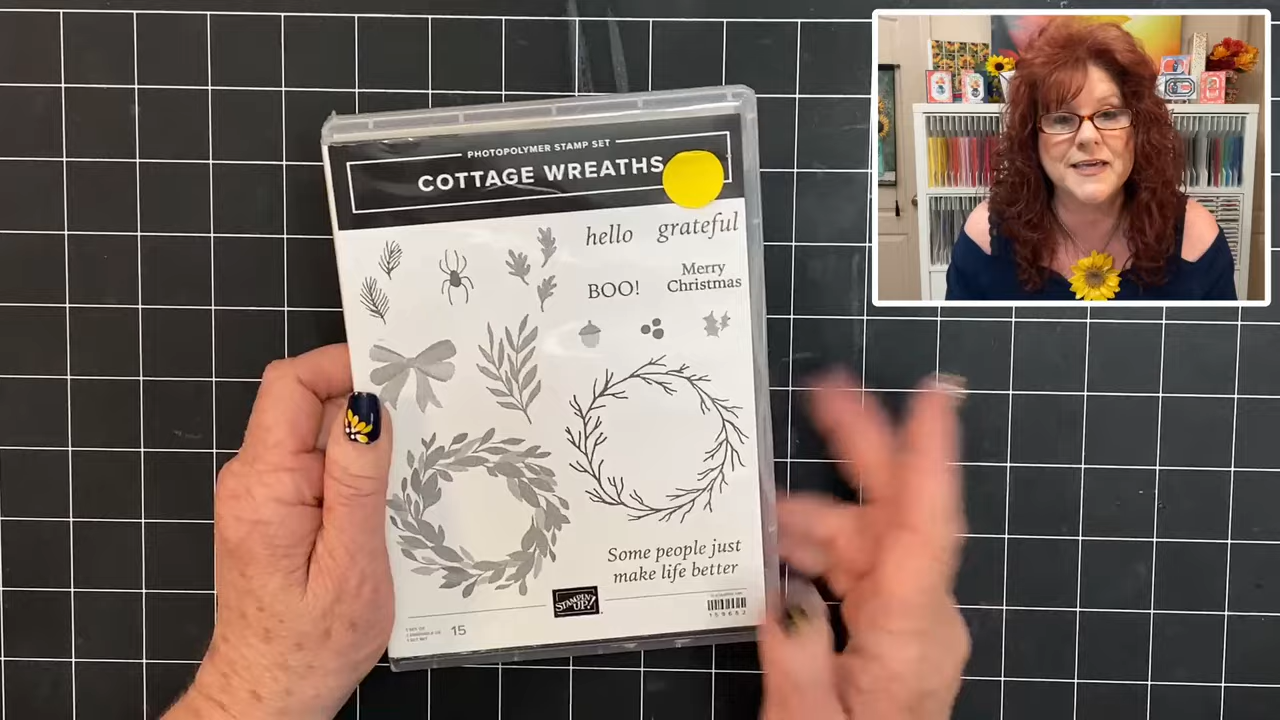 PHOTOPOLYMER STAMP SET
COTTAGE WREATHS
hello
grateful
BOO!
Merry
Christmas
Some people just
make life better
STAMPIN' UP!
15
159682